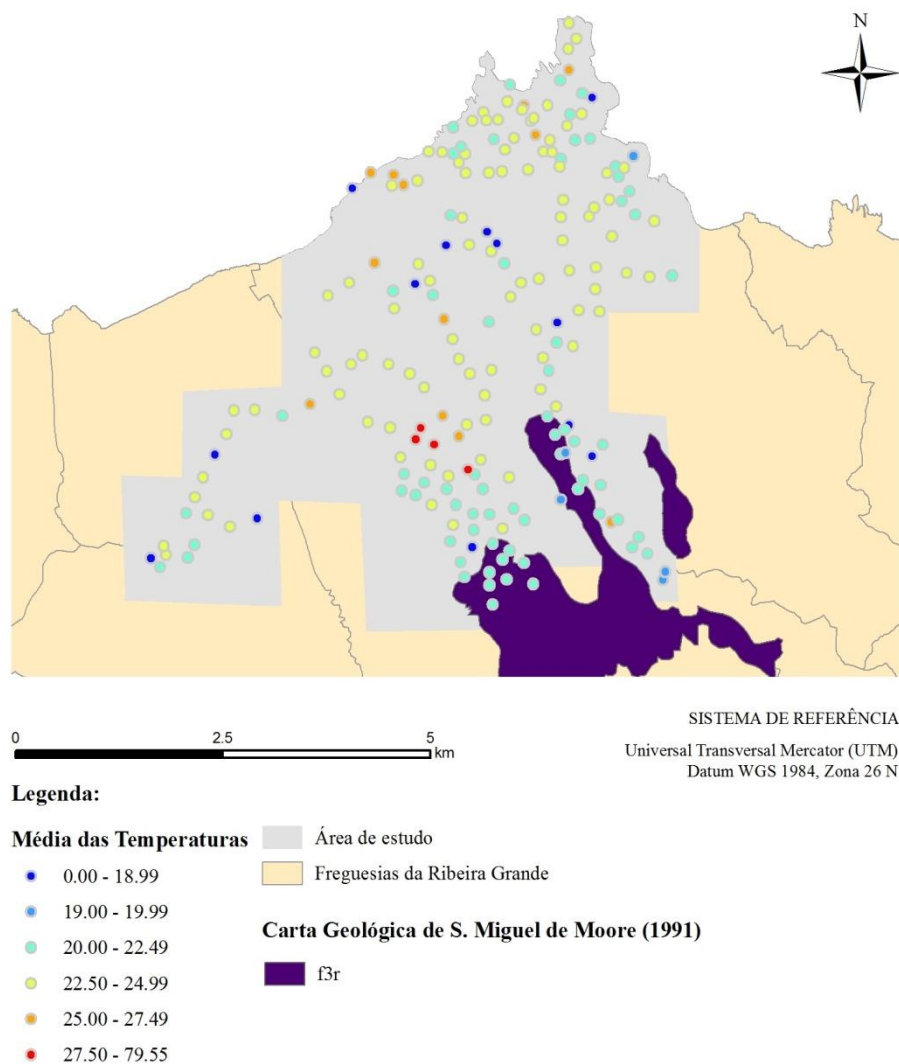 N
SISTEMA DE REFERÊNCIA
Universal Transversal Mercator (UTM)
Datum WGS 1984, Zona 26 N
0 2.5 5
km
Legenda:
Média das Temperaturas
0.00 - 18.99
19.00 - 19.99
20.00 - 22.49
22.50 - 24.99
25.00 - 27.49
27.50 - 79.55
Área de estudo
Freguesias da Ribeira Grande
Carta Geológica de S. Miguel de Moore (1991)
f3r